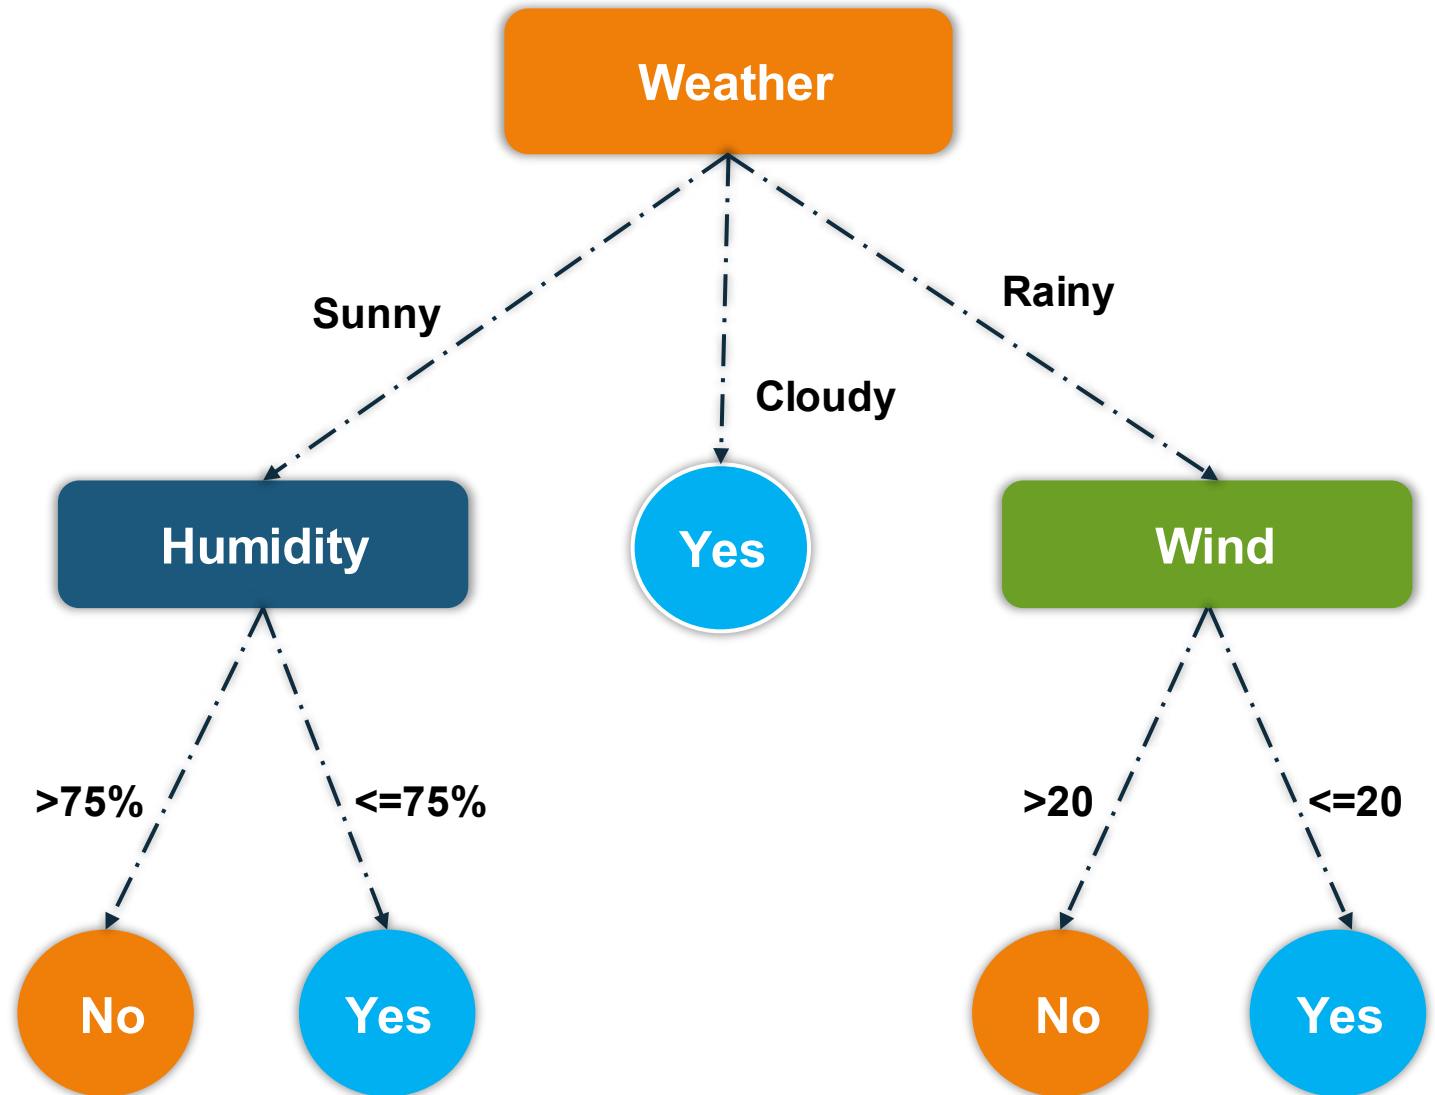 Weather
Sunny
Rainy
Cloudy
Humidity
Yes
Wind
>75%
<=75%
>20
<=20
No
Yes
No
Yes